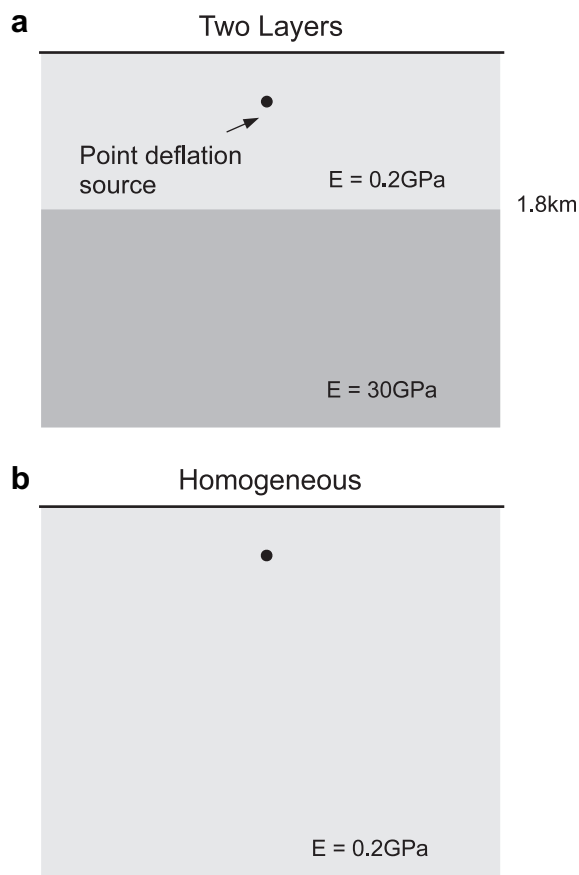 a
Two Layers
Point deflation
source
E = 0.2GPa
1.8km
E = 30GPa
b
Homogeneous
E = 0.2GPa